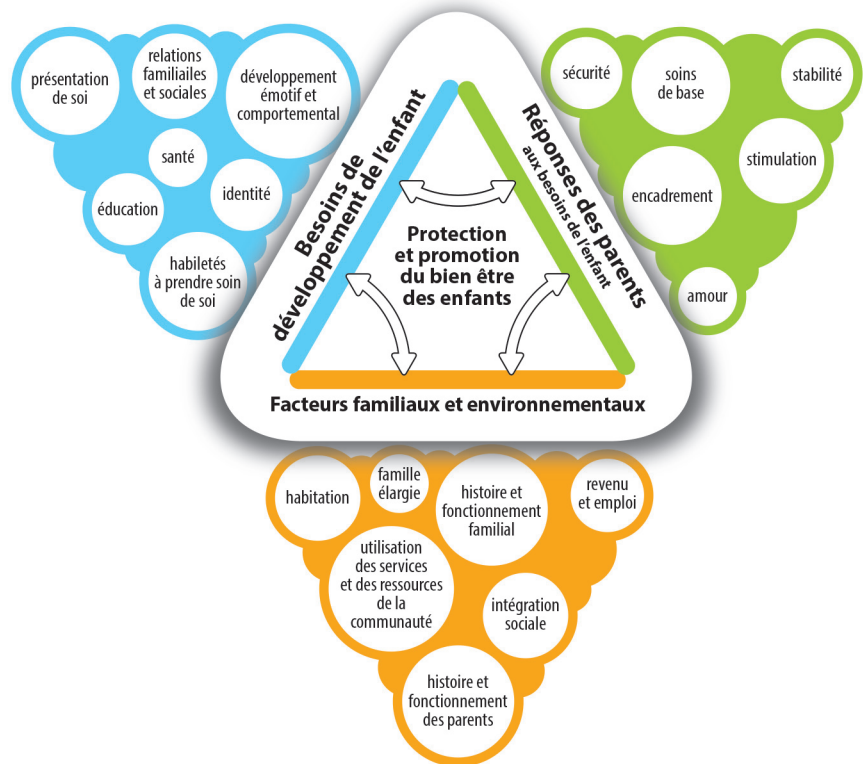 présentation
de soi
relations
familiailes
et sociales
développement
émotif et
comportemental
santé
identité
éducation
habiletés
à prendre soin
de soi
Besoins de
développement de l'enfant
Réponses des parents
aux besoins de l'enfant
Protection
et promotion
du bien être
des enfants
Facteurs familiaux et environnementaux
sécurité
soins
de base
stabilité
stimulation
encadrement
amour
habitation
famille
élargie
histoire et
fonctionnement
familial
revenu
et emploi
utilisation
des services
et des ressources
de la
communauté
intégration
sociale
histoire et
fonctionnement
des parents